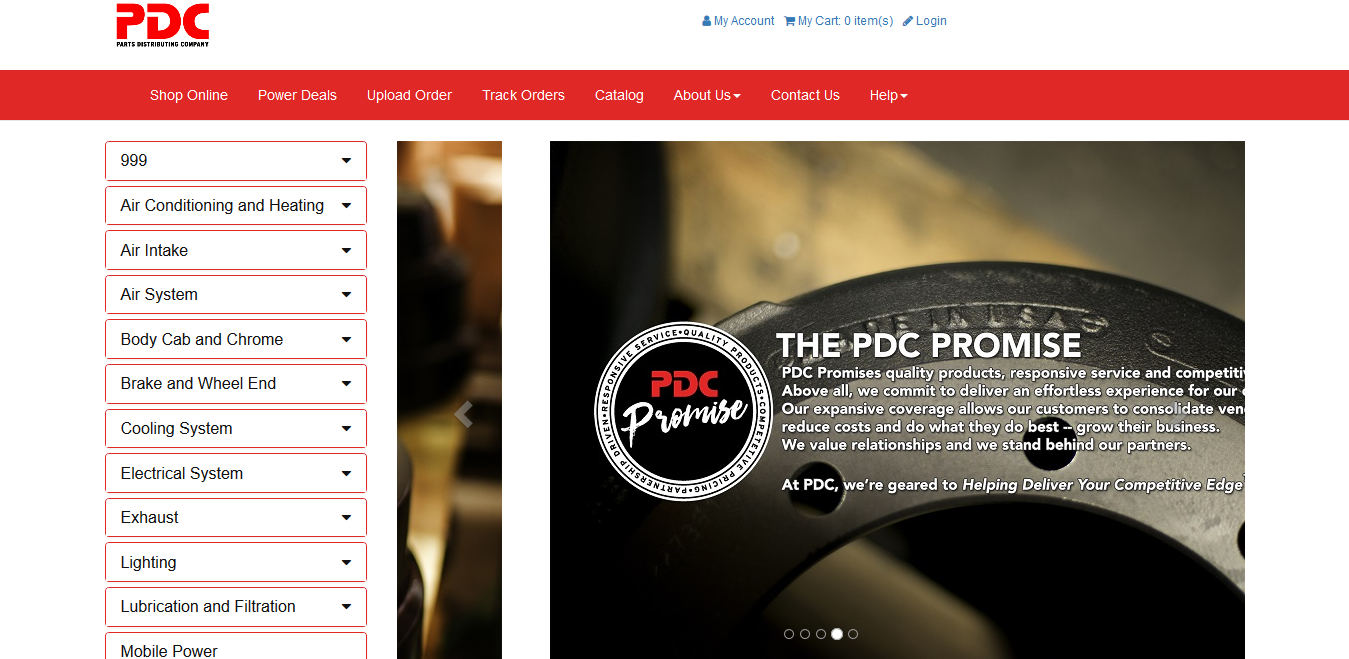 PDC
PARTS DISTRIBUTING COMPANY
My Account My Cart: 0 item(s) Login
Shop Online Power Deals Upload Order Track Orders Catalog About Us Contact Us Help
999
Air Conditioning and Heating
Air Intake
Air System
Body Cab and Chrome
Brake and Wheel End
Cooling System
Electrical System
Exhaust
Lighting
Lubrication and Filtration
Mobile Power
MADE IN USA
RESPONSIVE SERVICE•QUALITY PRODUCTS•COMPETETIVE PRICING•PARTNERSHIP DRIVEN•
PDC
Promise
THE PDC PROMISE
PDC Promises quality products, responsive service and competiti
Above all, we commit to deliver an effortless experience for our
Our expansive coverage allows our customers to consolidate ven
reduce costs and do what they do best -- grow their business.
We value relationships and we stand behind our partners.
At PDC, we're geared to Helping Deliver Your Competitive Edge